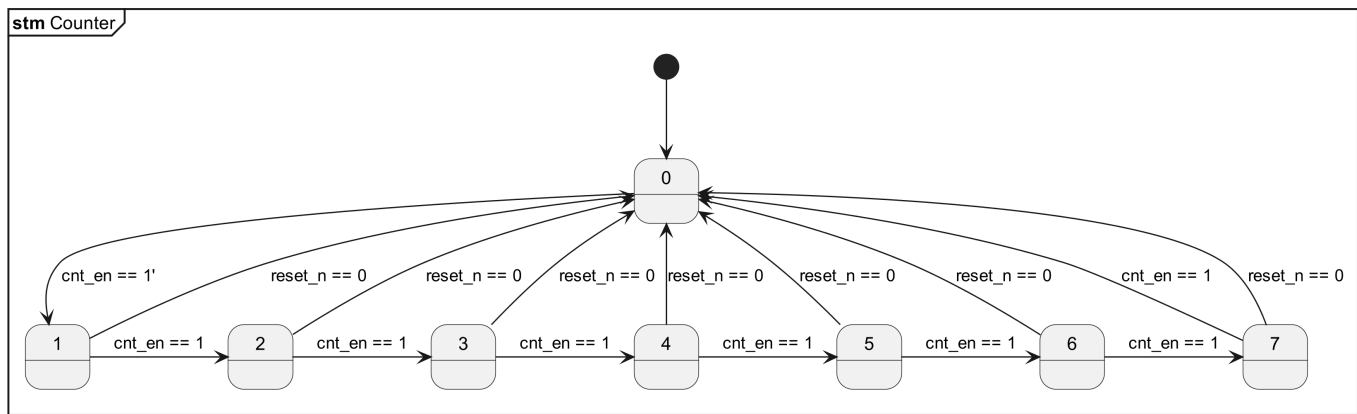 stm Counter
0
cnt_en == 1'
reset_n == 0
reset_n == 0
reset_n == 0
reset_n == 0
reset_n == 0
reset_n == 0
cnt_en == 1
reset_n == 0
1
cnt_en == 1
2
cnt_en == 1
3
cnt_en == 1
4
cnt_en == 1
5
cnt_en == 1
6
cnt_en == 1
7